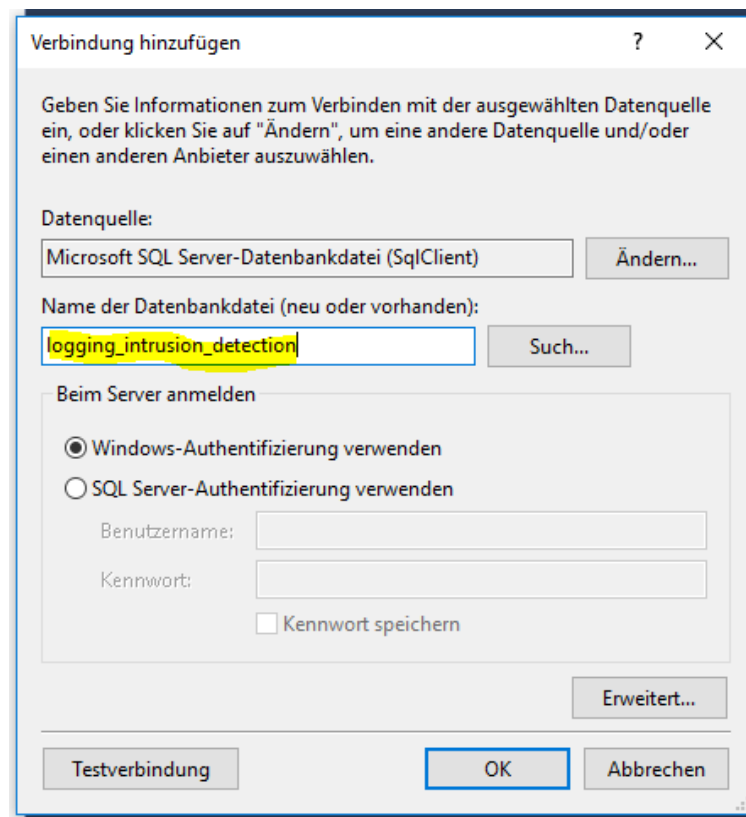 Verbindung hinzufügen
?
Geben Sie Informationen zum Verbinden mit der ausgewählten Datenquelle
ein, oder klicken Sie auf "Ändern", um eine andere Datenquelle und/oder
einen anderen Anbieter auszuwählen.
Datenquelle:
Microsoft SQL Server-Datenbankdatei (SqlClient)
Ändern...
Name der Datenbankdatei (neu oder vorhanden):
logging_intrusion_detection
Such...
Beim Server anmelden
Windows-Authentifizierung verwenden
SQL Server-Authentifizierung verwenden
Benutzername:
Kennwort:
Kennwort speichern
Erweitert...
Testverbindung
OK
Abbrechen